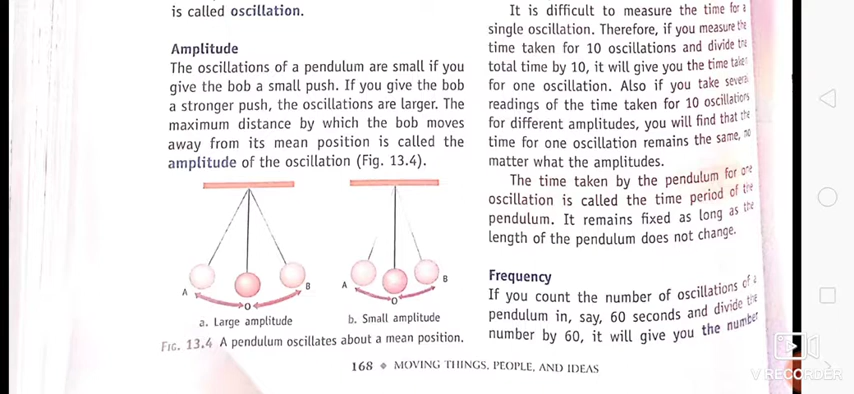 is called oscillation.
Amplitude
The oscillations of a pendulum are small if you
give the bob a small push. If you give the bob
a stronger push, the oscillations are larger. The
maximum distance by which the bob moves
away from its mean position is called the
amplitude of the oscillation (Fig. 13.4).
A
O
B
a. Large amplitude
A
O
B
b. Small amplitude
FIG. 13.4 A pendulum oscillates about a mean position.
It is difficult to measure the time for a
single oscillation. Therefore, if you measure the
time taken for 10 oscillations and divide the
total time by 10, it will give you the time taken
for one oscillation. Also if you take several
readings of the time taken for 10 oscillations
for different amplitudes, you will find that the
time for one oscillation remains the same, no
matter what the amplitudes.
The time taken by the pendulum for one
oscillation is called the time period of the
pendulum. It remains fixed as long as the
length of the pendulum does not change.
Frequency
If you count the number of oscillations of a
pendulum in, say, 60 seconds and divide the
number by 60, it will give you the number
168 ◆ MOVING THINGS, PEOPLE, AND IDEAS
V RECORDER